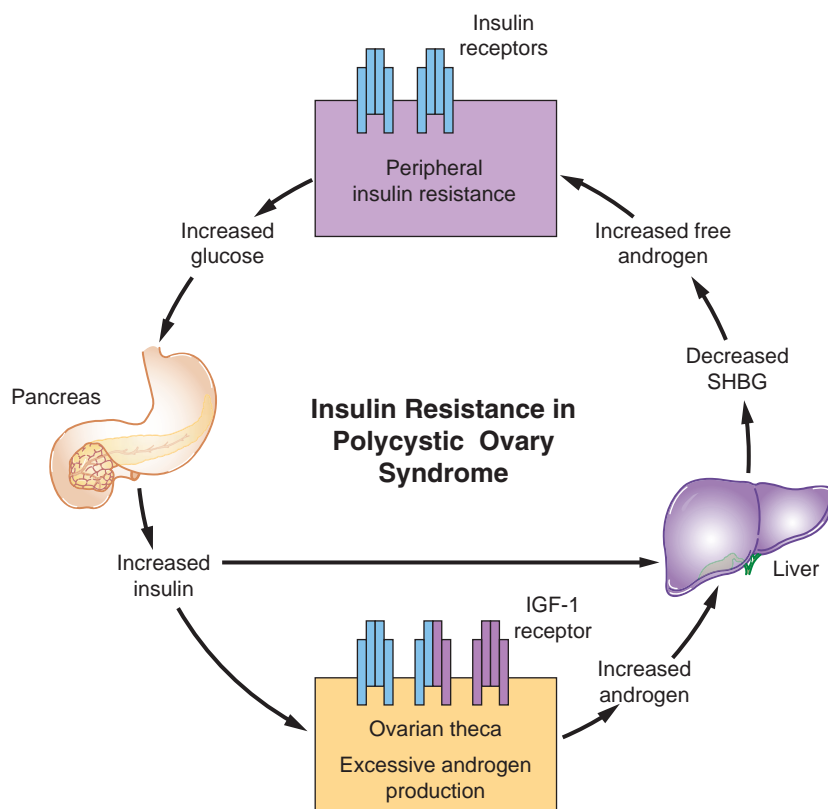 Insulin
receptors
Peripheral
insulin resistance
Increased
glucose
Increased free
androgen
Pancreas
Decreased
SHBG
Insulin Resistance in
Polycystic Ovary
Syndrome
Increased
insulin
Liver
IGF-1
receptor
Increased
androgen
Ovarian theca
Excessive androgen
production